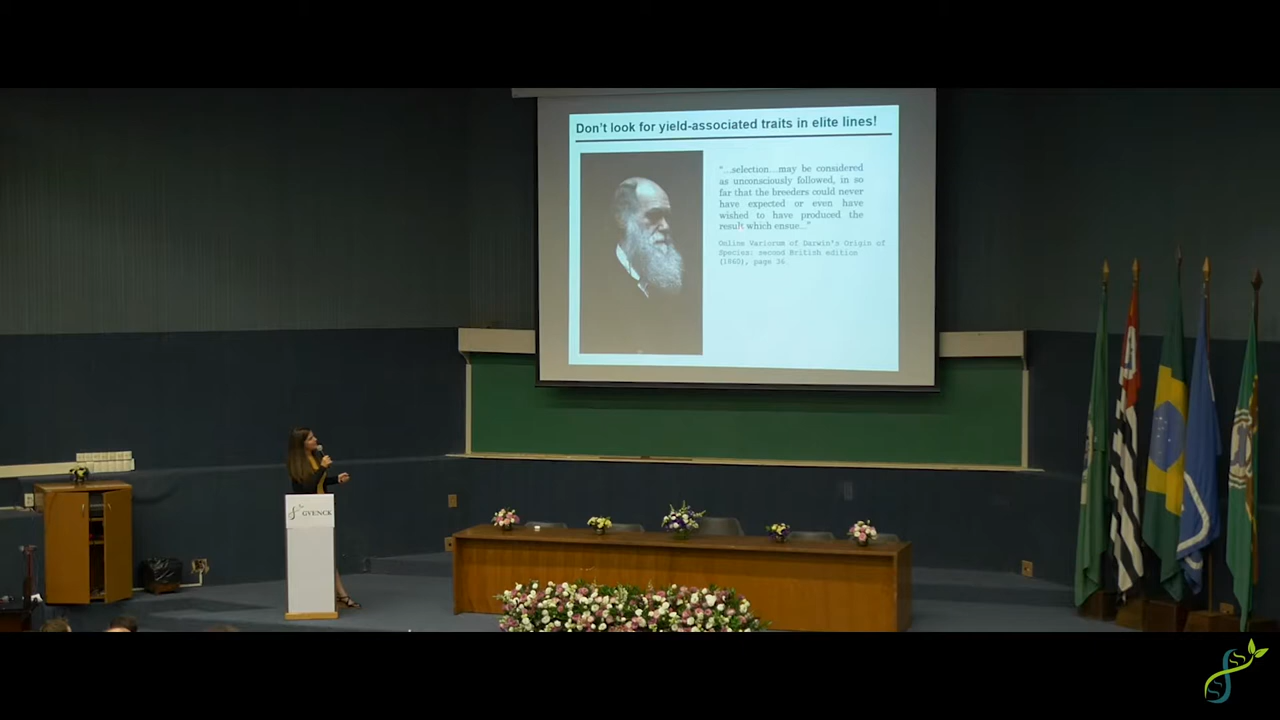 Don't look for yield-associated traits in elite lines!
"...selection...may be considered
as unconsciously followed, in so
far that the breeders could never
have expected or even have
wished to have produced the
result which ensue..."
Online Variorum of Darwin's Origin of
Species: second British edition
(1860), page 36.
GVENCK